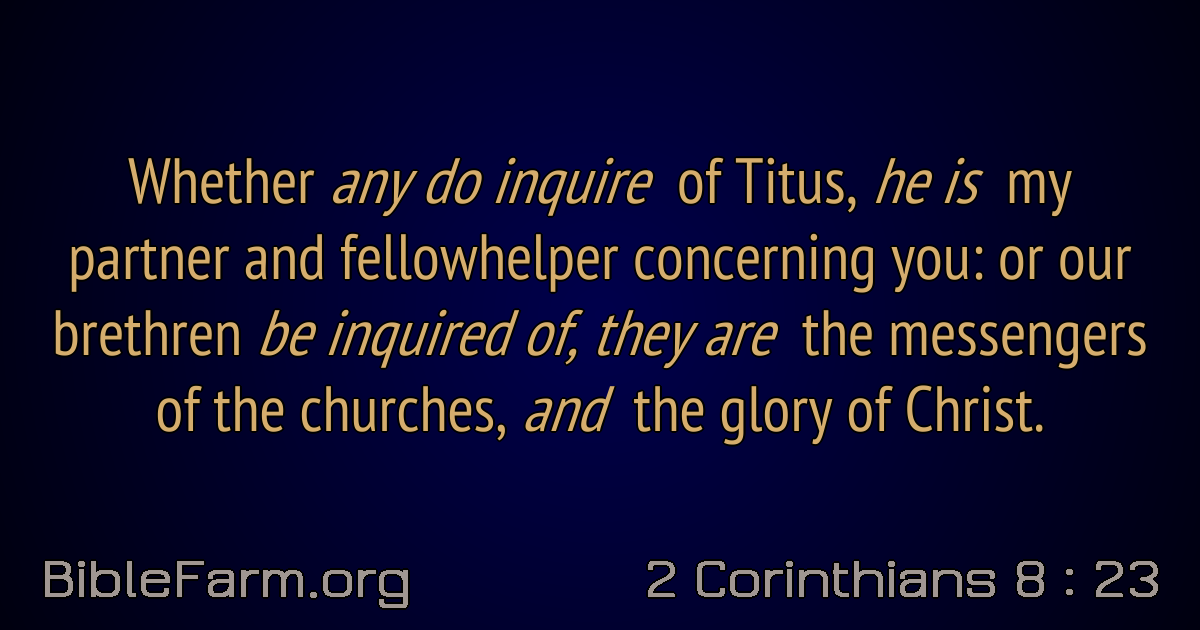 Whether any do inquire of Titus, he is my
partner and fellowhelper concerning you: or our
brethren be inquired of, they are the messengers
of the churches, and the glory of Christ.
BibleFarm.org
2 Corinthians 8 : 23